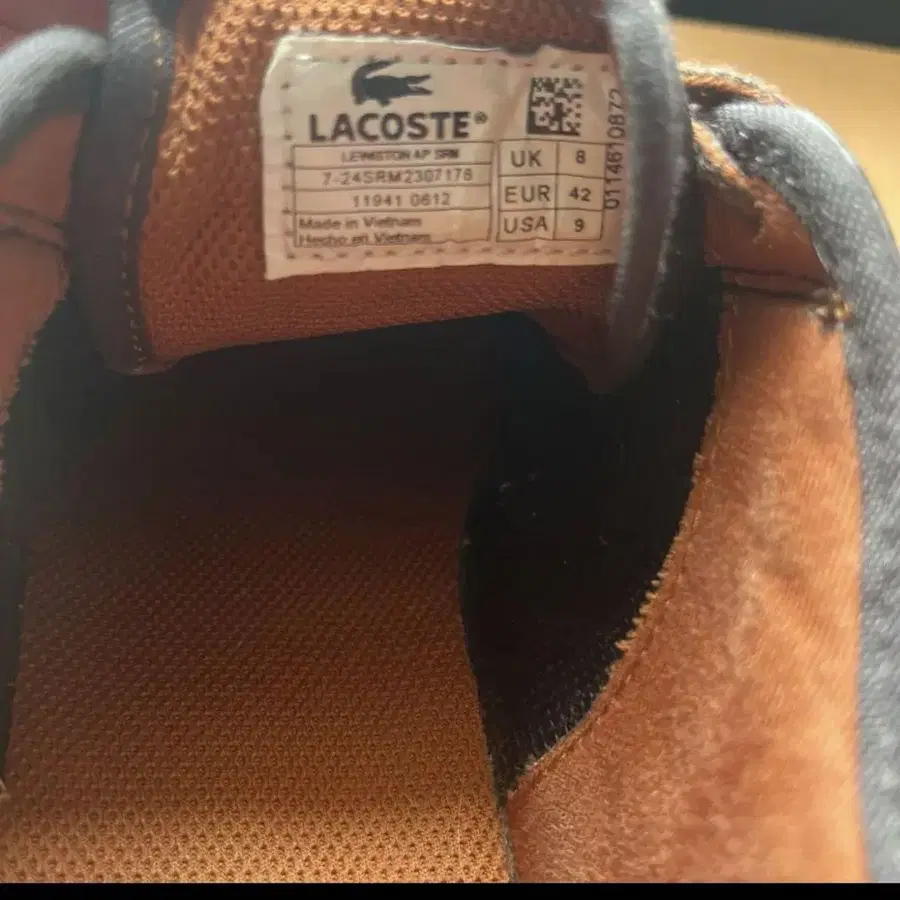 LACOSTE®
LEWISTON AP SRM
7-24SRM2307176
11941 0612
Made in Vietnam
Hecho en Vietnam
UK 8
EUR 42
USA 9
0114610872